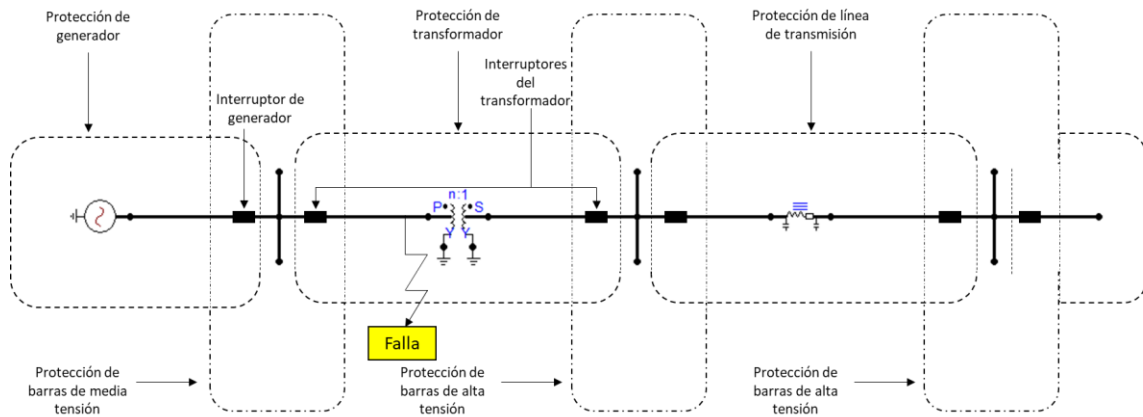 Protección de
generador
Protección de
transformador
Protección de línea
de transmisión
Interruptores
del
transformador
Interruptor de
generador
n:1
P
S
Y
Y
Falla
Protección de
barras de media
tensión
Protección de
barras de alta
tensión
Protección de
barras de alta
tensión